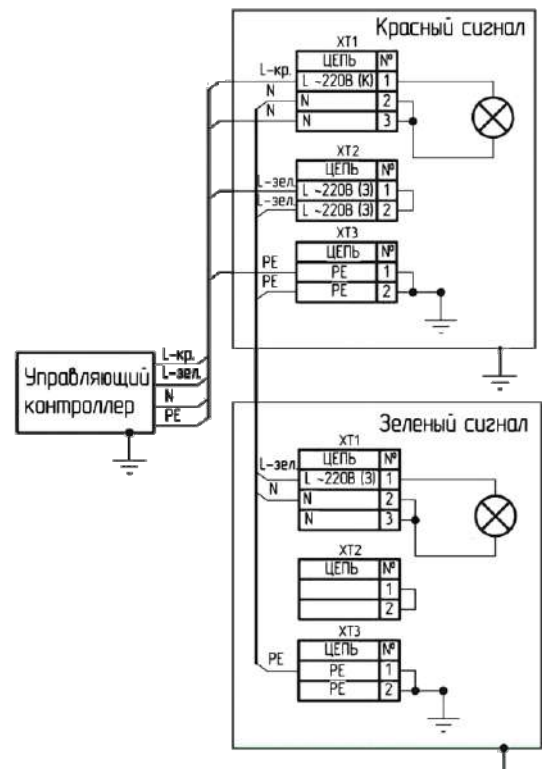 Красный сигнал
XT1
ЦЕПЬ №
L-кр. L ~220В (К) 1
N N 2
N N 3
XT2
ЦЕПЬ №
L-зел. L ~220В (З) 1
L-зел. L ~220В (З) 2
XT3
ЦЕПЬ №
PE PE 1
PE PE 2
Управляющий
контроллер
L-кр.
L-зел.
N
PE
Зеленый сигнал
XT1
ЦЕПЬ №
L-зел. L ~220В (З) 1
N N 2
N 3
XT2
ЦЕПЬ №
1
2
XT3
ЦЕПЬ №
PE PE 1
PE 2